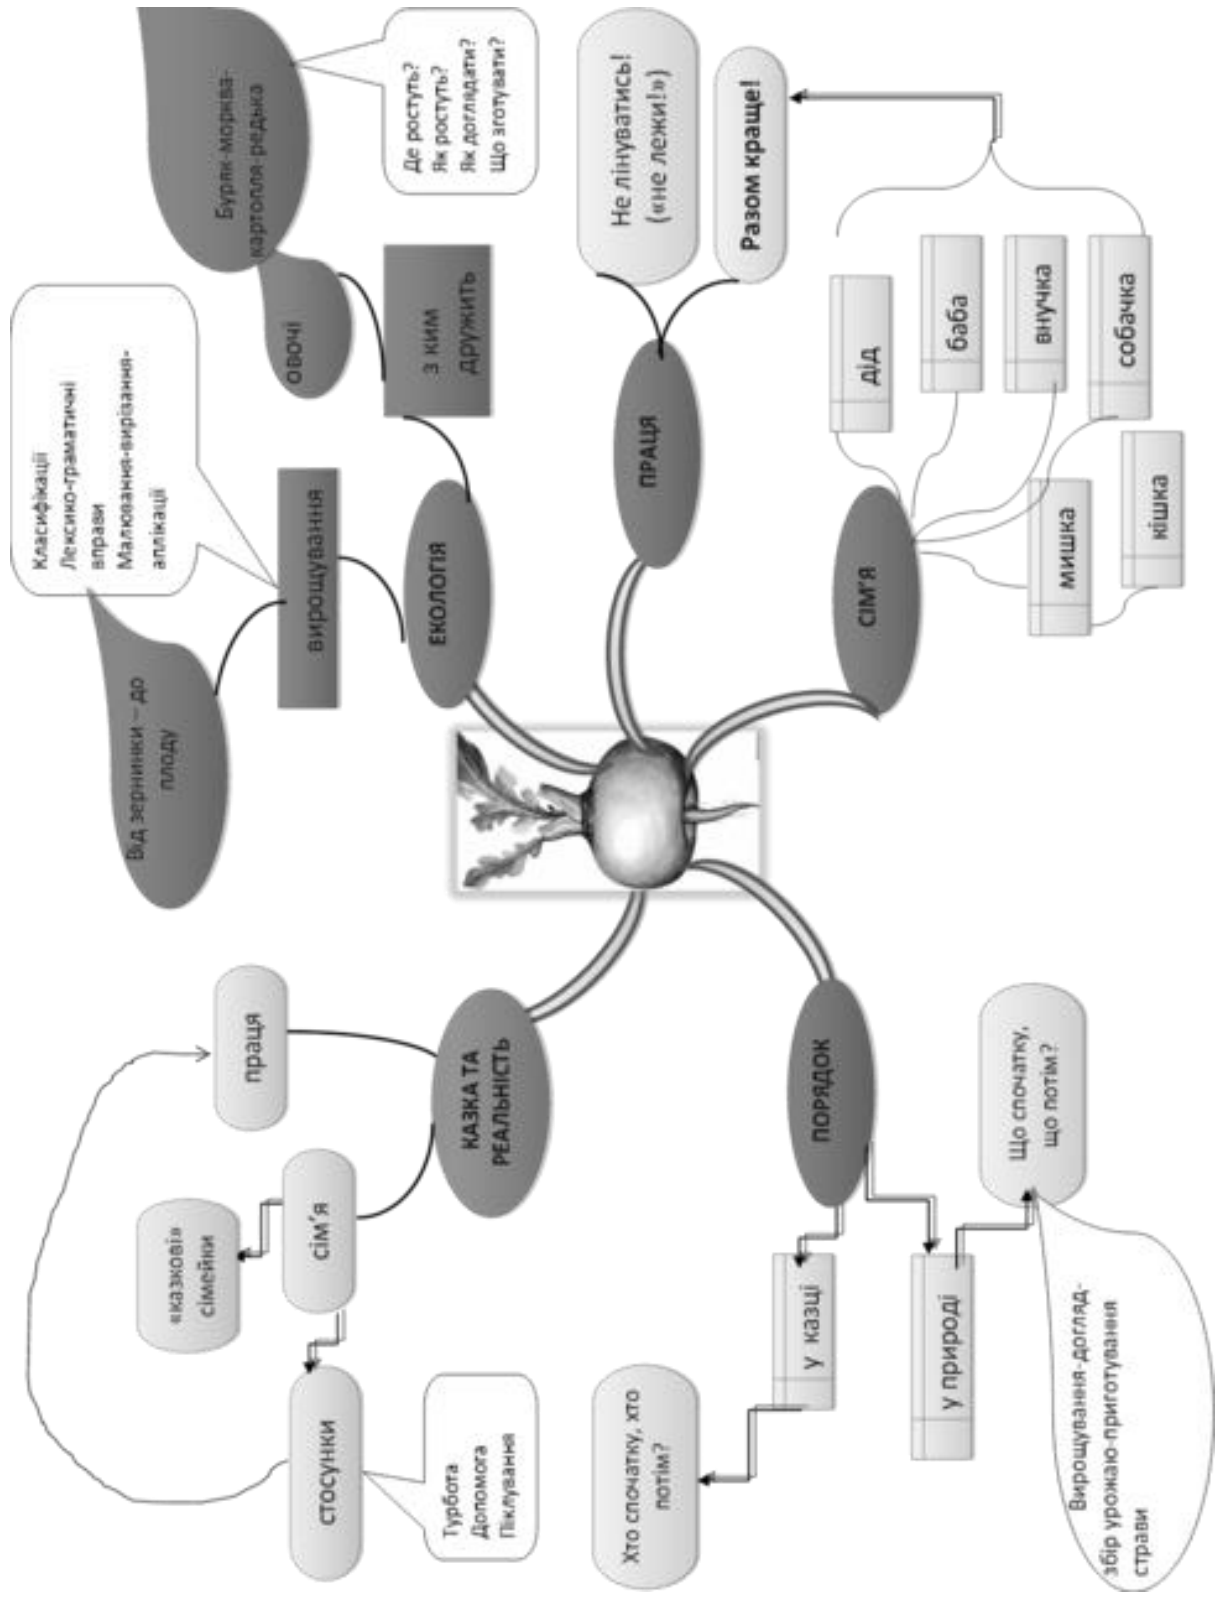 Турбота
Допомога
Піклування
стосунки
«казкові»
сімейки
сім'я
праця
КАЗКА ТА
РЕАЛЬНІСТЬ
Від зернинки – до
плоду
вирощування
Класифікації
Лексико-граматичні
вправи
Малювання-вирізання-
аплікації
ЕКОЛОГІЯ
з ким
дружить
овочі
Буряк-морква-
картопля-редька
Де ростуть?
Як ростуть?
Як доглядати?
Що зготувати?
ПРАЦЯ
Не лінуватись!
(«не лежи!»)
Разом краще!
СІМ'Я
дід
баба
внучка
собачка
кішка
мишка
ПОРЯДОК
у казці
Хто спочатку, хто
потім?
у природі
Що спочатку,
що потім?
Вирощування-догляд-
збір урожаю-приготування
страви